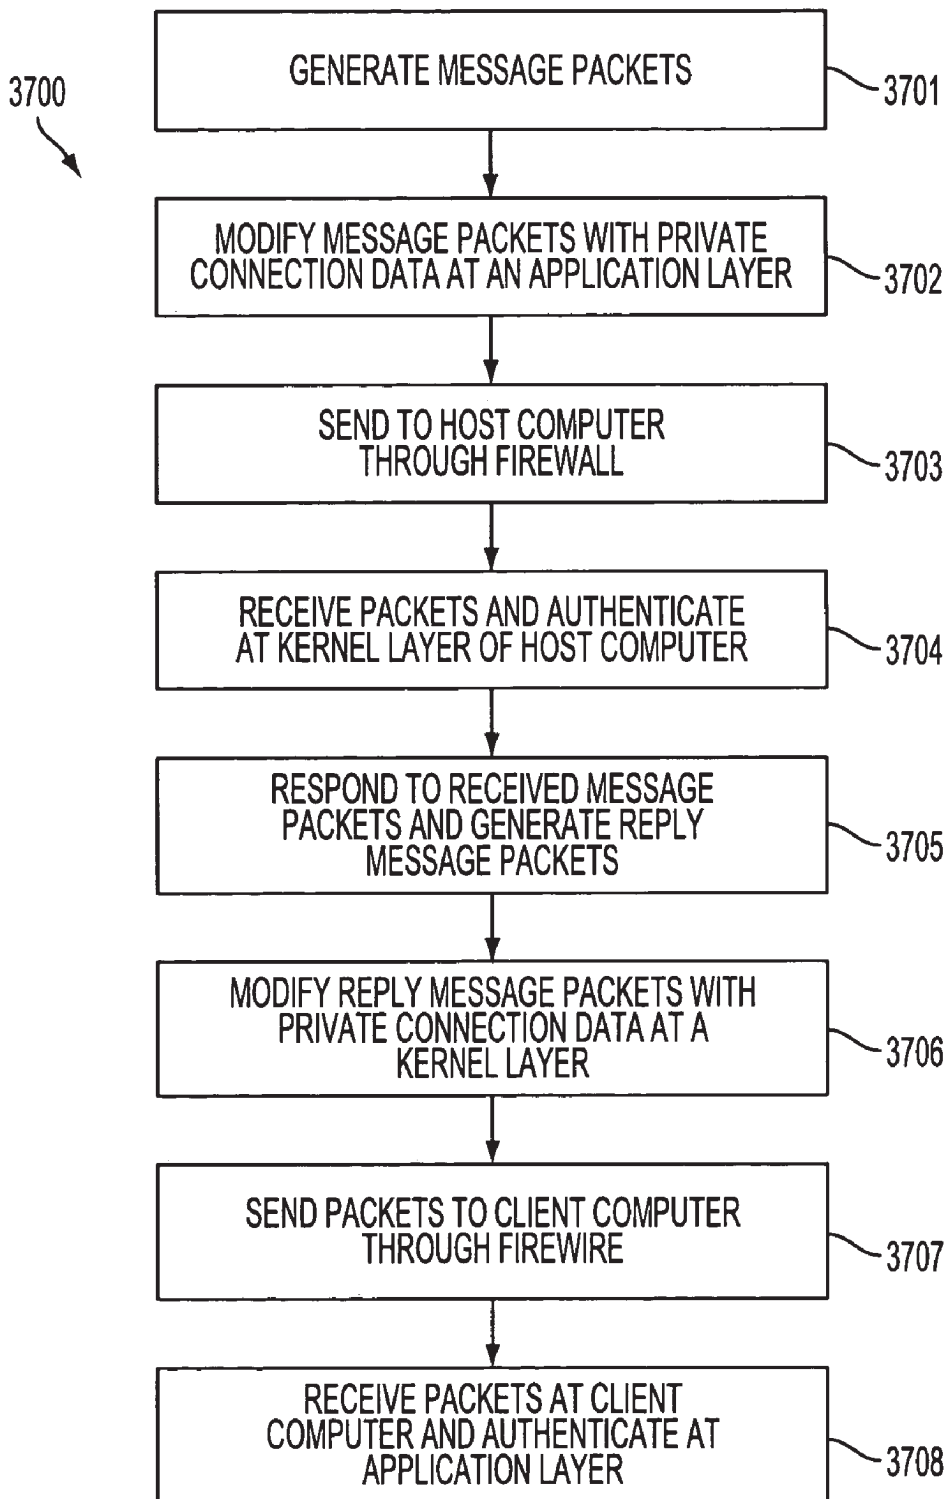 3700
GENERATE MESSAGE PACKETS
3701
MODIFY MESSAGE PACKETS WITH PRIVATE
CONNECTION DATA AT AN APPLICATION LAYER
3702
SEND TO HOST COMPUTER
THROUGH FIREWALL
3703
RECEIVE PACKETS AND AUTHENTICATE
AT KERNEL LAYER OF HOST COMPUTER
3704
RESPOND TO RECEIVED MESSAGE
PACKETS AND GENERATE REPLY
MESSAGE PACKETS
3705
MODIFY REPLY MESSAGE PACKETS WITH
PRIVATE CONNECTION DATA AT A
KERNEL LAYER
3706
SEND PACKETS TO CLIENT COMPUTER
THROUGH FIREWIRE
3707
RECEIVE PACKETS AT CLIENT
COMPUTER AND AUTHENTICATE AT
APPLICATION LAYER
3708